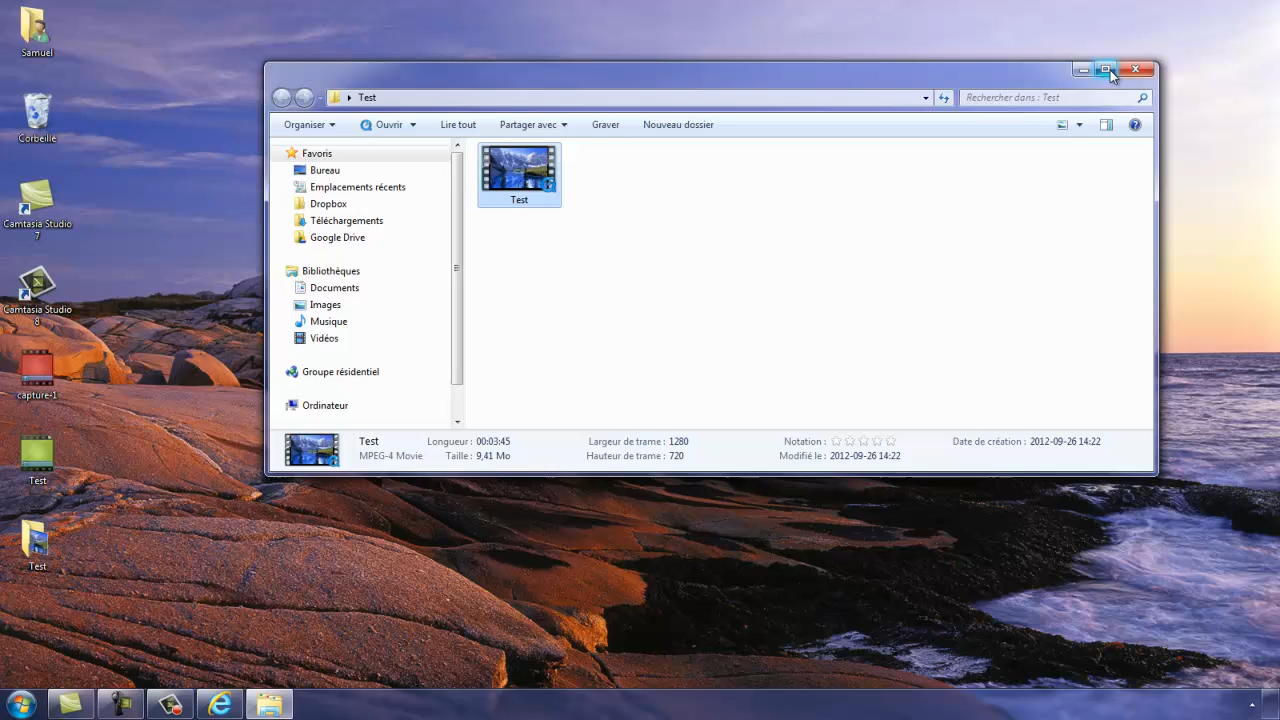 Samuel
Corbeille
Camtasia Studio
7
Camtasia Studio
8
capture-1
Test
Test
Test
Rechercher dans : Test
Organiser
Ouvrir
Lire tout
Partager avec
Graver
Nouveau dossier
Favoris
Bureau
Emplacements récents
Dropbox
Téléchargements
Google Drive
Bibliothèques
Documents
Images
Musique
Vidéos
Groupe résidentiel
Ordinateur
Test
Test
MPEG-4 Movie
Longueur : 00:03:45
Taille : 9,41 Mo
Largeur de trame : 1280
Hauteur de trame : 720
Notation :
Modifié le : 2012-09-26 14:22
Date de création : 2012-09-26 14:22